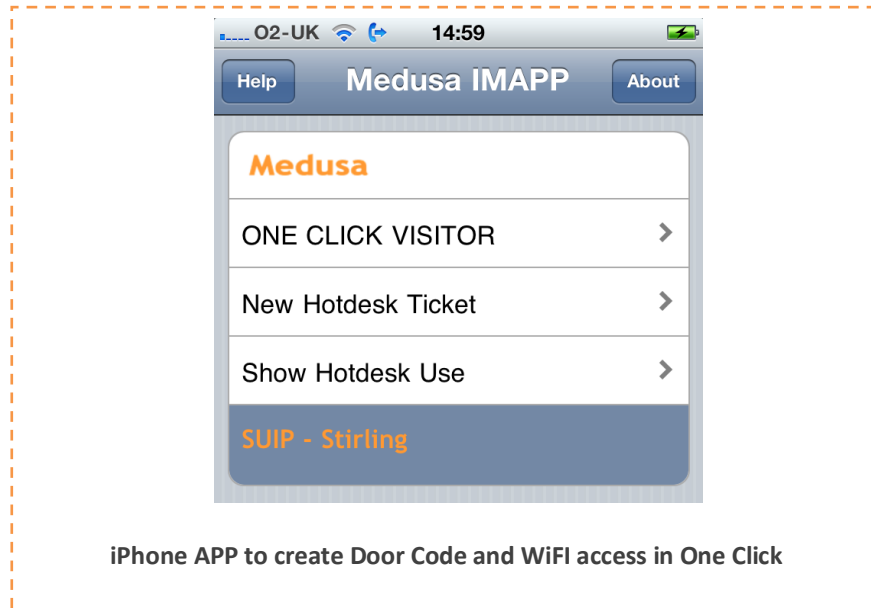 O2-UK 14:59
Help Medusa IMAPP About
Medusa
ONE CLICK VISITOR
New Hotdesk Ticket
Show Hotdesk Use
SUIP - Stirling
iPhone APP to create Door Code and WiFI access in One Click